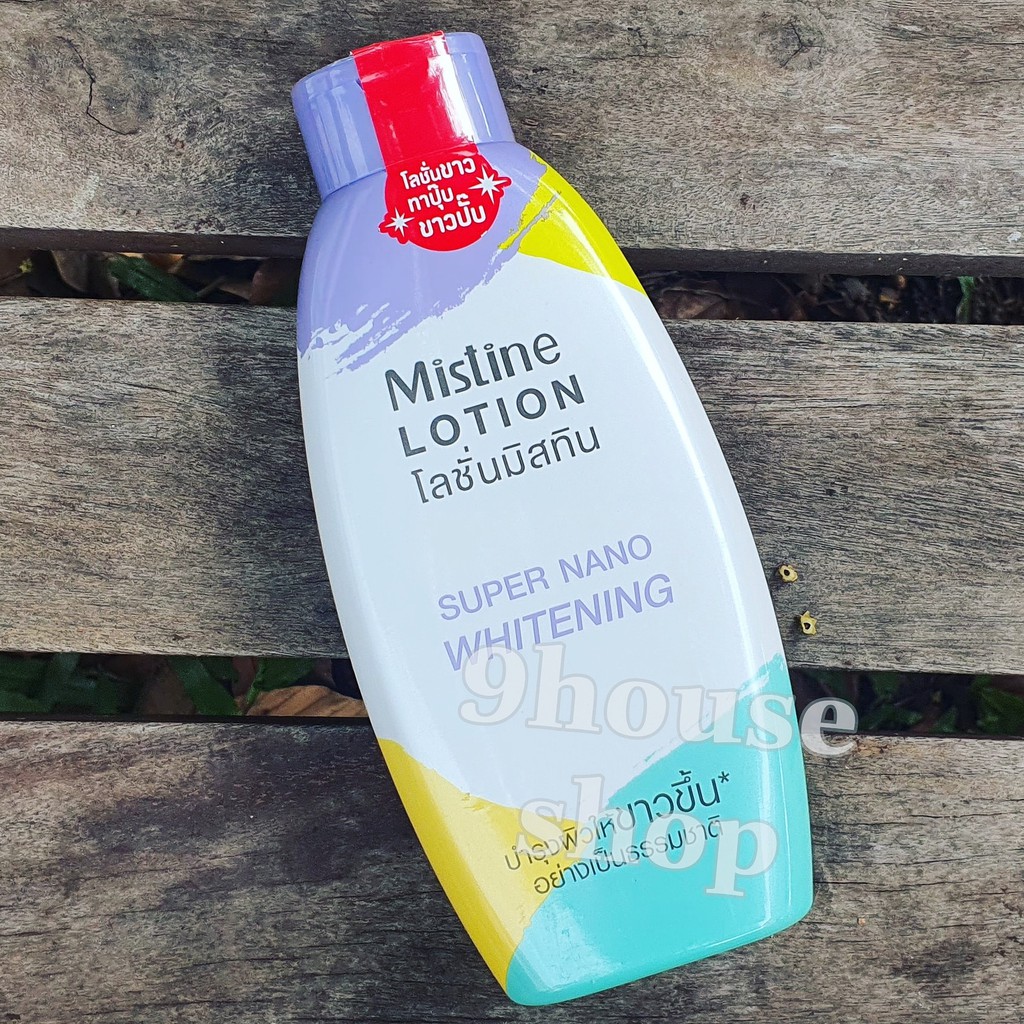 โลชั่นขาว
ทาปุ๊บ
ขาวปั๊บ
Mistine
LOTION
โลชั่นมิสทิน
SUPER NANO
WHITENING
9house
shop
บำรุงผิวให้ขาวขึ้น*
อย่างเป็นธรรมชาติ